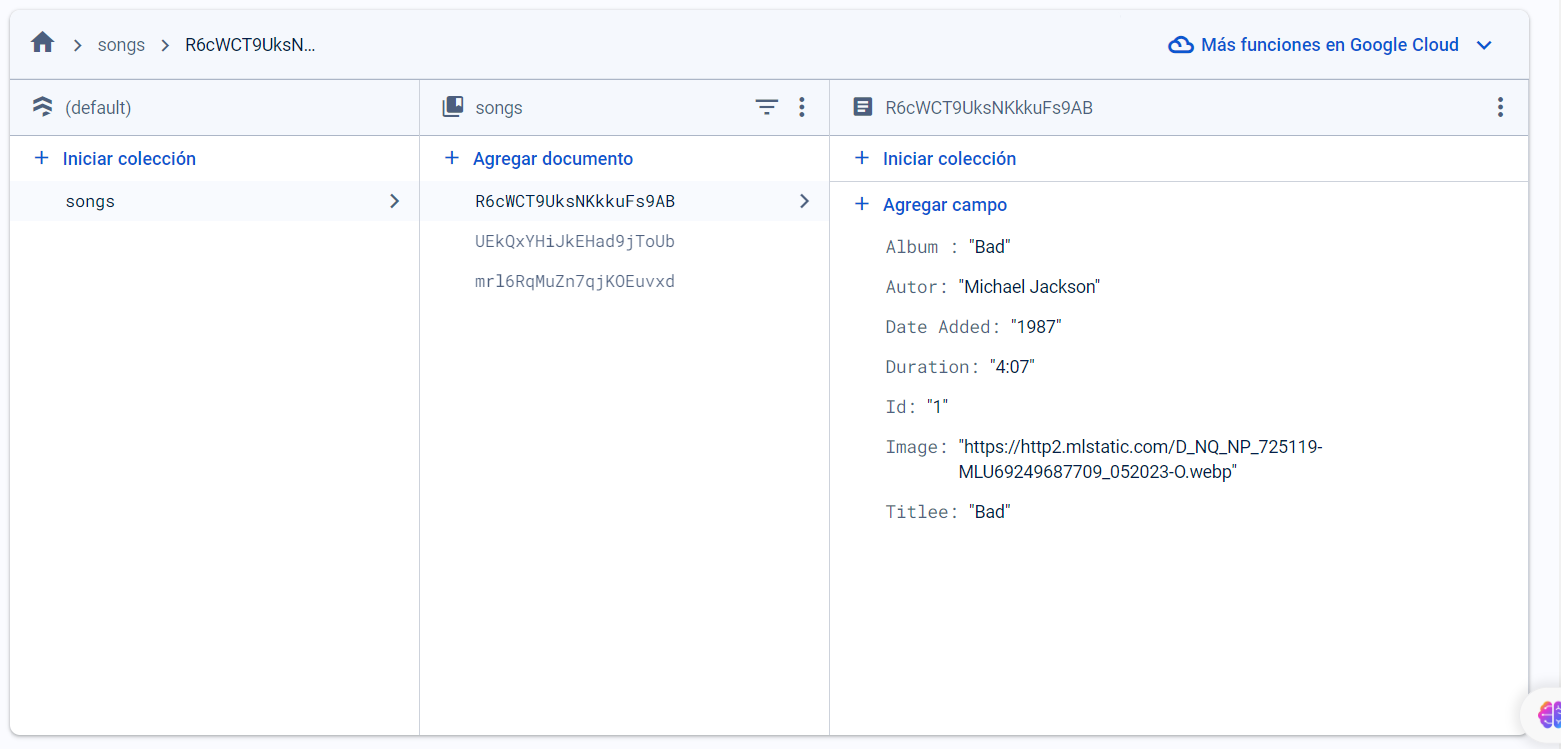 songs R6cWCT9UksN... Más funciones en Google Cloud
(default)
songs
R6cWCT9UksNKkkuFs9AB
Iniciar colección
songs
Agregar documento
R6cWCT9UksNKkkuFs9AB
UEkQxYHiJkEHad9jToUb
mrl6RqMuZn7qjKOEuvxd
Iniciar colección
Agregar campo
Album : "Bad"
Autor: "Michael Jackson"
Date Added: "1987"
Duration: "4:07"
Id: "1"
Image: "https://http2.mlstatic.com/D_NQ_NP_725119-
MLU69249687709_052023-O.webp"
Titlee: "Bad"